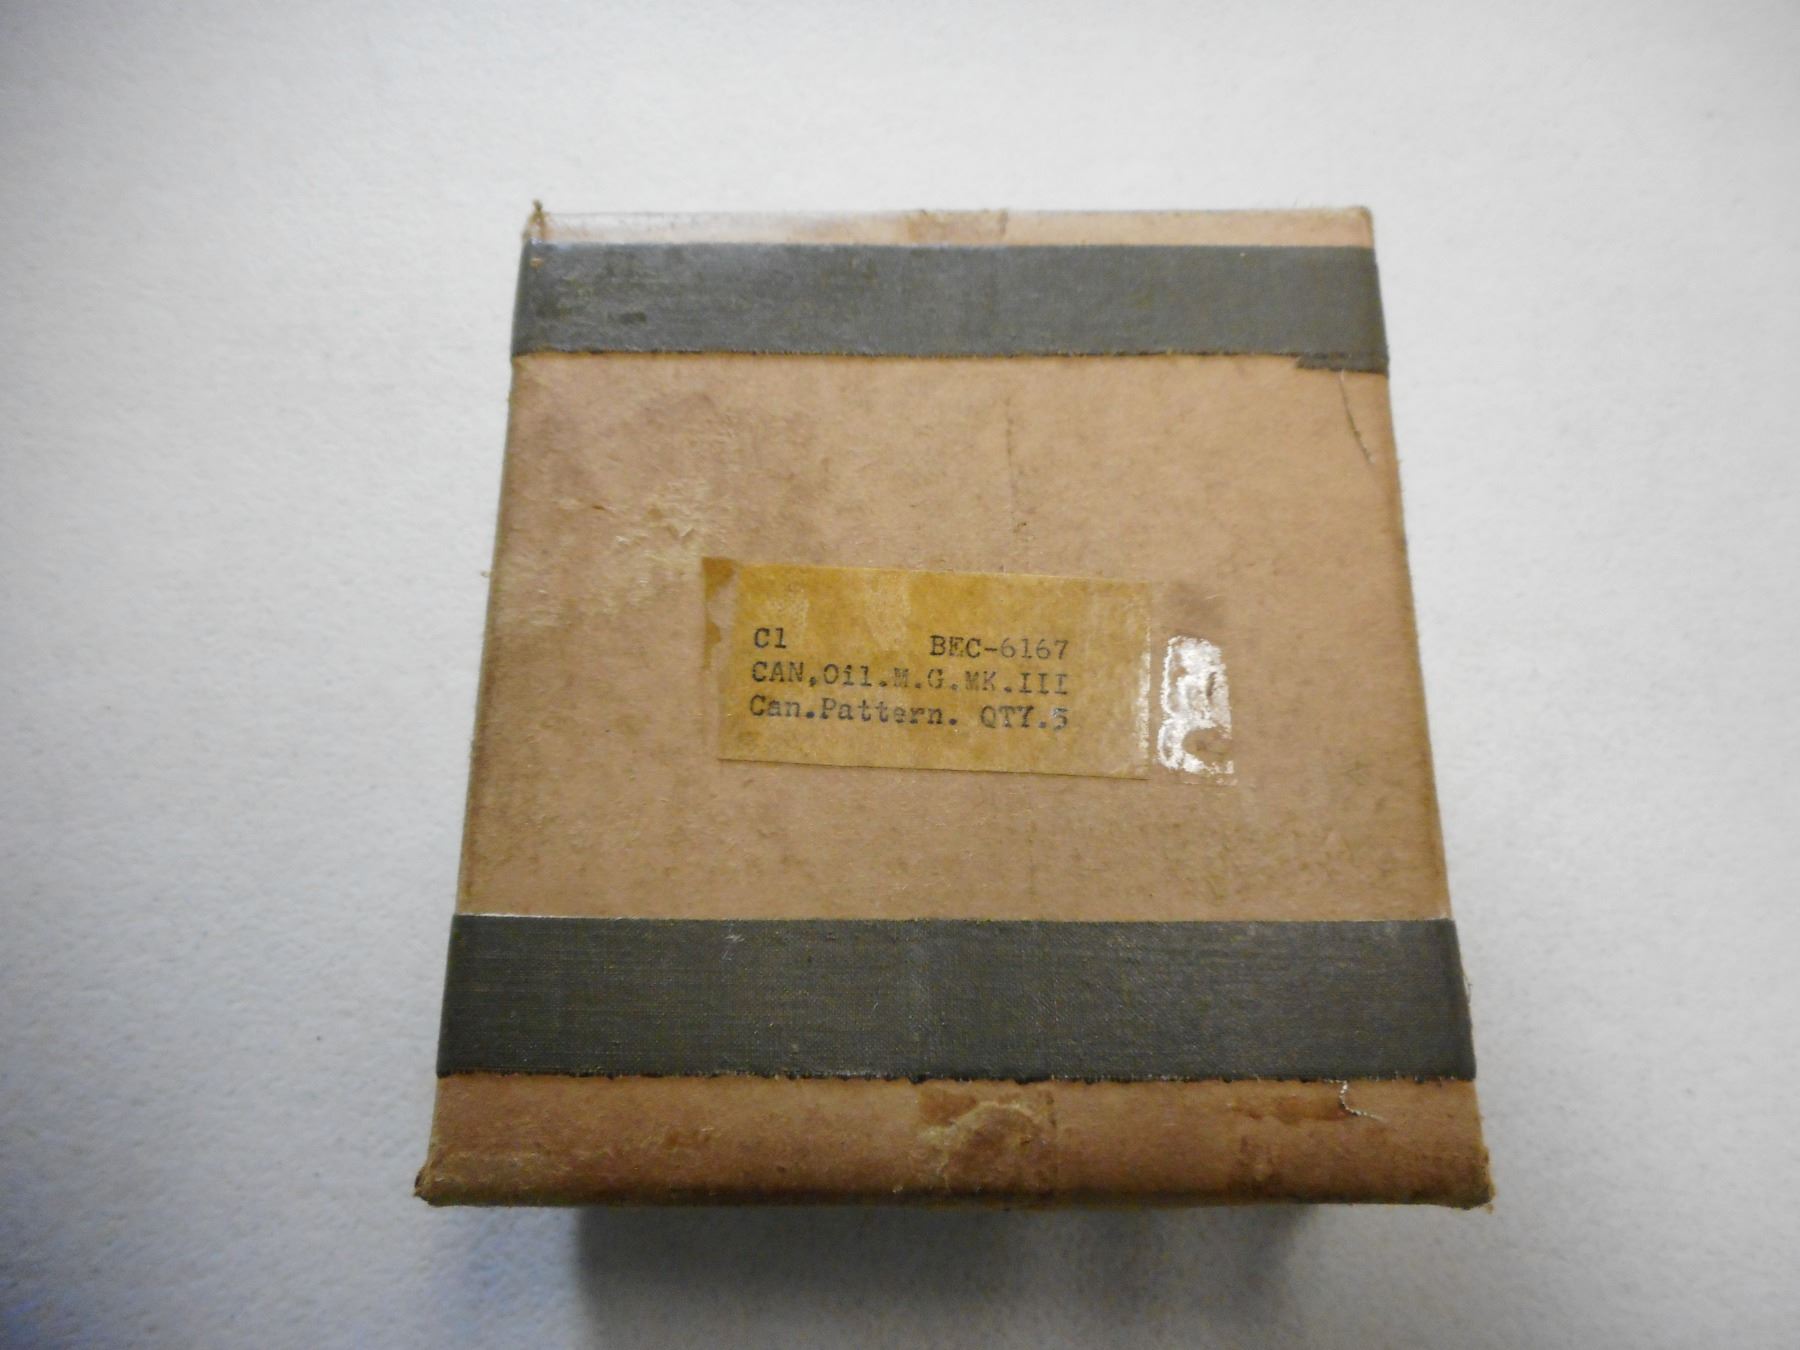 C1 BEC-6167
CAN,Oil.M.G.MK.III
Can.Pattern. QTY.5